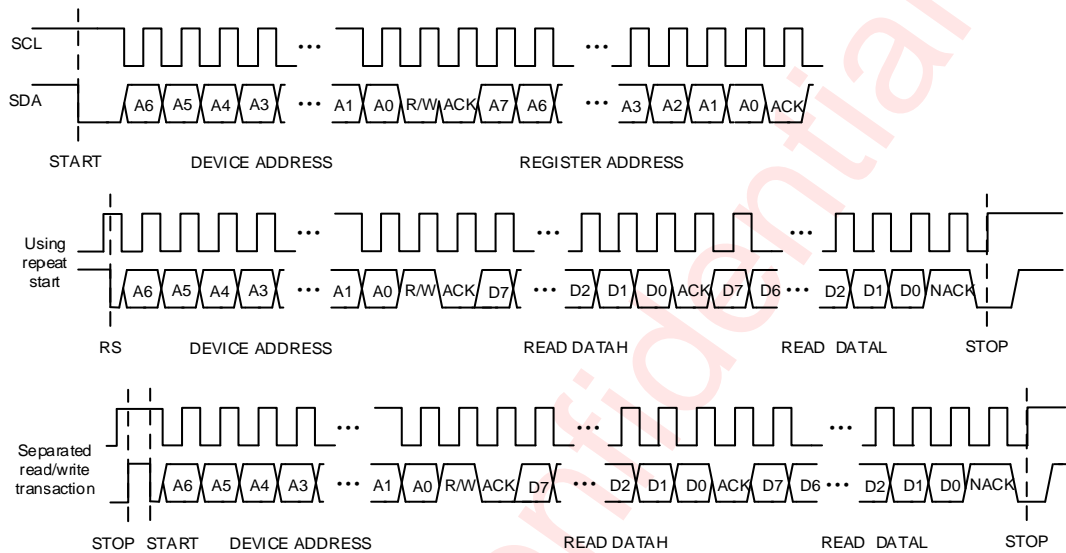 SCL
...
...
SDA
A6 A5 A4 A3 ... A1 A0 R/W ACK A7 A6 ... A3 A2 A1 A0 ACK
START DEVICE ADDRESS REGISTER ADDRESS
Using
repeat
start
... ... ...
A6 A5 A4 A3 ... A1 A0 R/W ACK D7 ... D2 D1 D0 ACK D7 D6 ... D2 D1 D0 NACK
RS DEVICE ADDRESS READ DATAH READ DATAL STOP
Separated
read/write
transaction
... ... ...
A6 A5 A4 A3 ... A1 A0 R/W ACK D7 ... D2 D1 D0 ACK D7 D6 ... D2 D1 D0 NACK
STOP START DEVICE ADDRESS READ DATAH READ DATAL STOP
nfidential